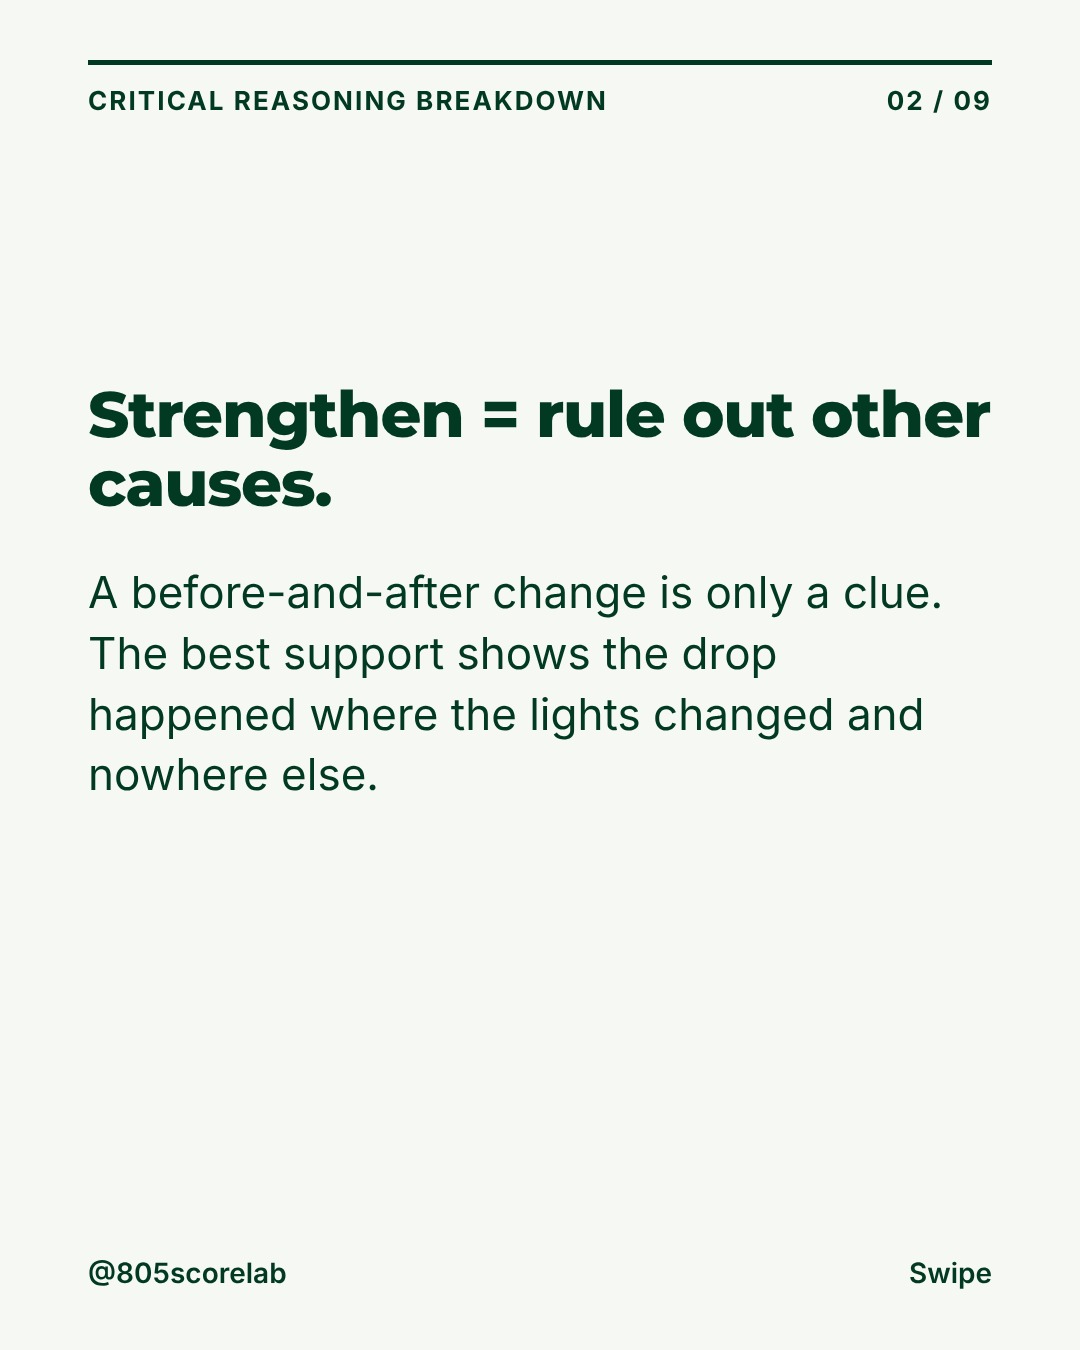 CRITICAL REASONING BREAKDOWN 02 / 09
Strengthen = rule out other
causes.
A before-and-after change is only a clue.
The best support shows the drop
happened where the lights changed and
nowhere else.
@805scorelab Swipe